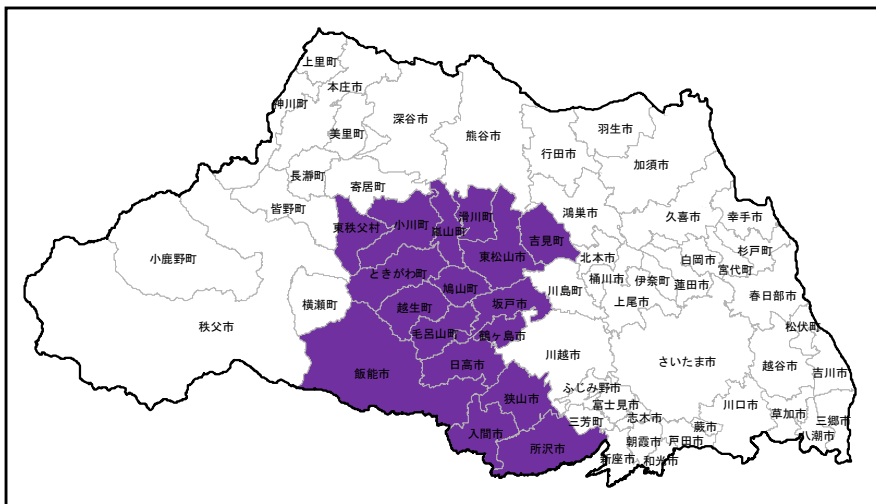 上里町
本庄市
神川町
美里町
深谷市
熊谷市
羽生市
行田市
加須市
長瀞町
寄居町
皆野町
東秩父村
小川町
嵐山町
滑川町
吉見町
鴻巣市
久喜市
幸手市
小鹿野町
ときがわ町
東松山市
北本市
白岡市
杉戸町
宮代町
横瀬町
鳩山町
川島町
桶川市
伊奈町
蓮田市
上尾市
春日部市
秩父市
越生町
坂戸市
毛呂山町
鶴ヶ島市
松伏町
飯能市
日高市
川越市
さいたま市
越谷市
吉川市
ふじみ野市
狭山市
富士見市
三芳町
志木市
川口市
草加市
三郷市
入間市
所沢市
朝霞市
戸田市
蕨市
八潮市
新座市
和光市